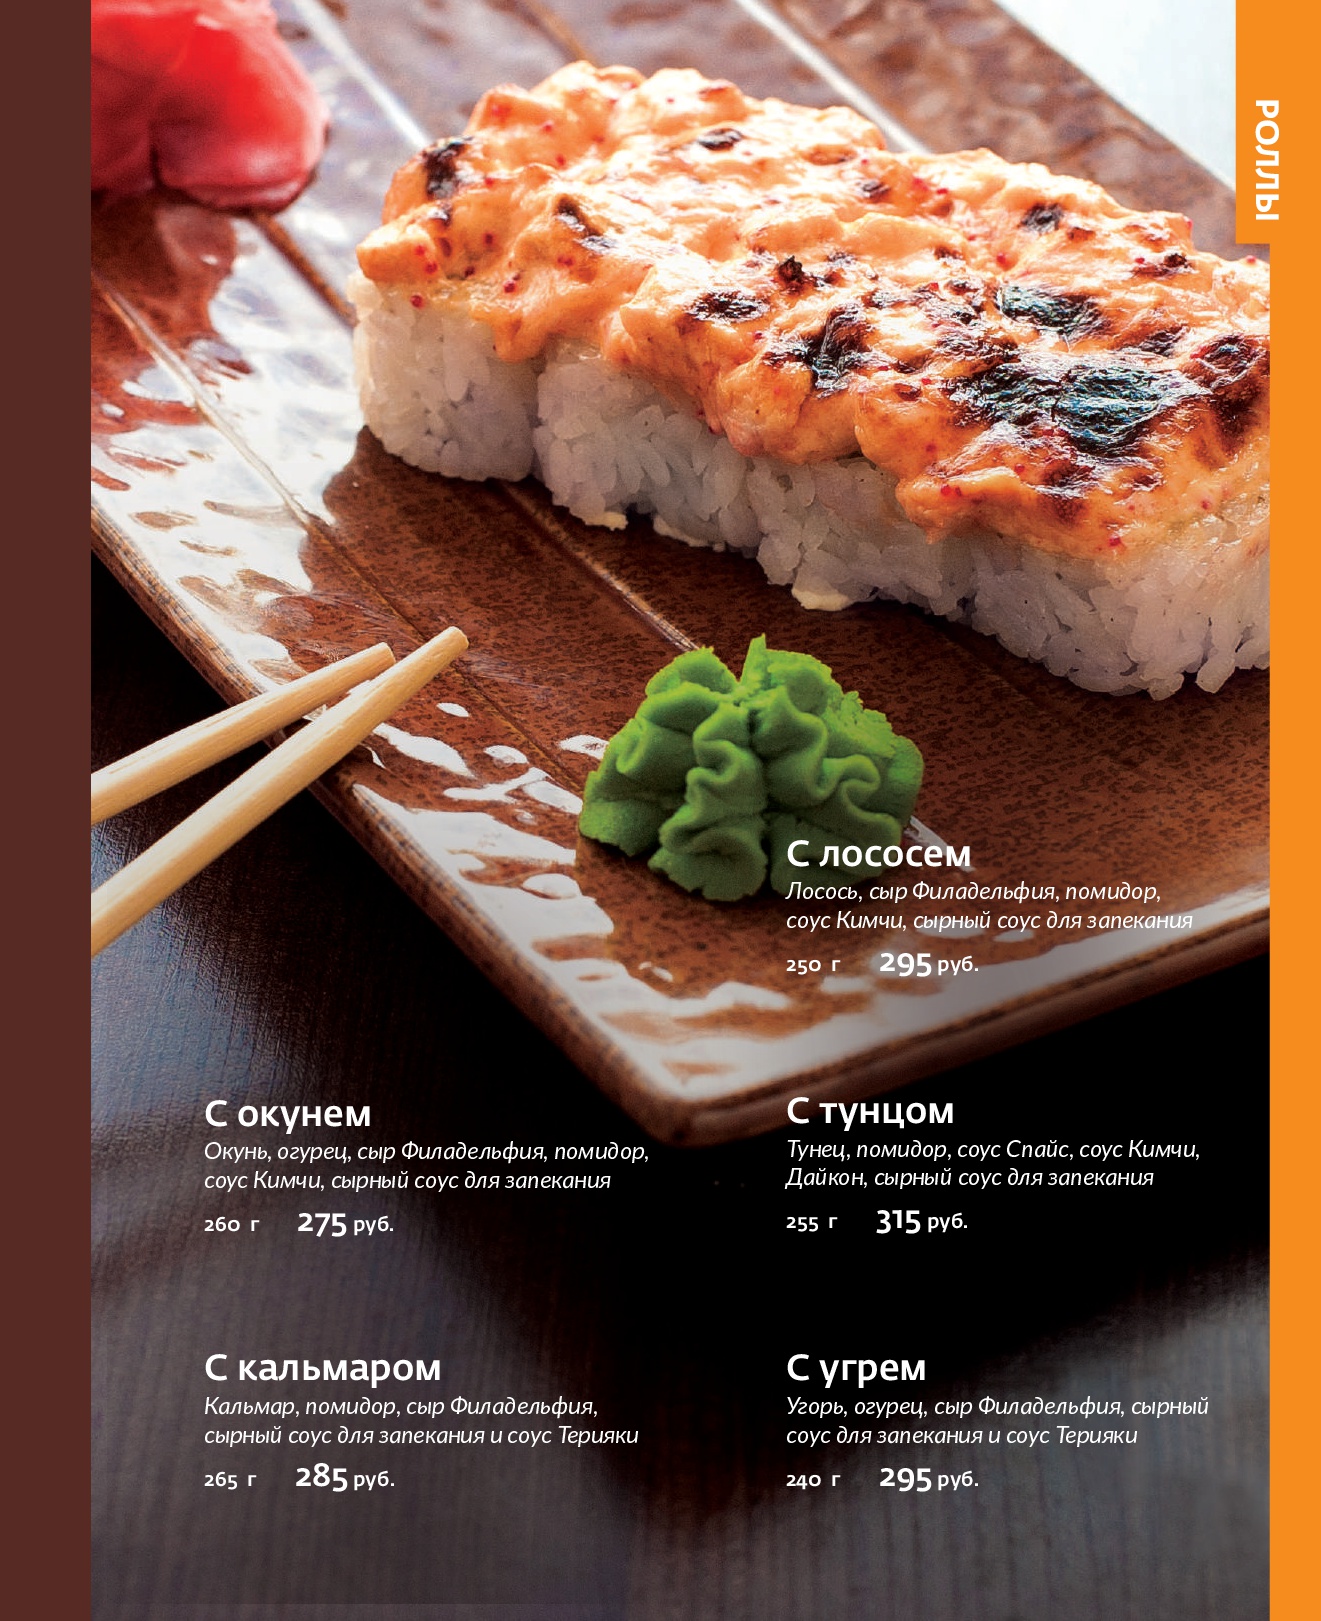 РОЛЛЫ
С лососем
Лосось, сыр Филадельфия, помидор,
соус Кимчи, сырный соус для запекания
250 г 295 руб.
С окунем
Окунь, огурец, сыр Филадельфия, помидор,
соус Кимчи, сырный соус для запекания
260 г 275 руб.
С тунцом
Тунец, помидор, соус Спайс, соус Кимчи,
Дайкон, сырный соус для запекания
255 г 315 руб.
С кальмаром
Кальмар, помидор, сыр Филадельфия,
сырный соус для запекания и соус Терияки
265 г 285 руб.
С угрем
Угорь, огурец, сыр Филадельфия, сырный
соус для запекания и соус Терияки
240 г 295 руб.